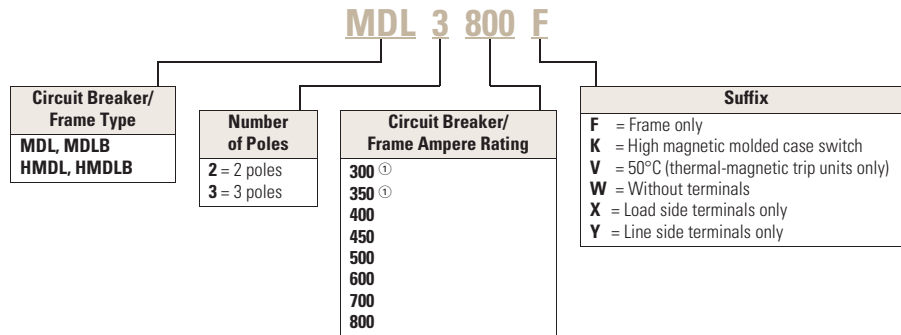 MDL 3 800 F
Circuit Breaker/
Frame Type
MDL, MDLB
HMDL, HMDLB
Number
of Poles
2 = 2 poles
3 = 3 poles
Circuit Breaker/
Frame Ampere Rating
300 ①
350 ①
400
450
500
600
700
800
Suffix
F = Frame only
K = High magnetic molded case switch
V = 50°C (thermal-magnetic trip units only)
W = Without terminals
X = Load side terminals only
Y = Line side terminals only